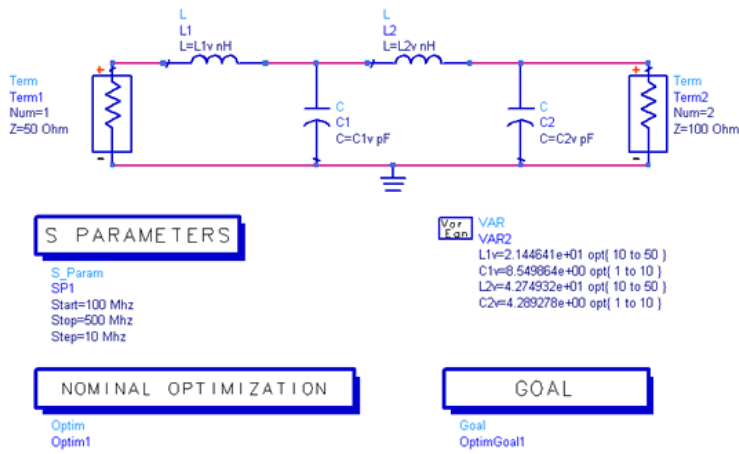 L
L1
L=L1v nH
L
L2
L=L2v nH
+
Term
Term1
Num=1
Z=50 Ohm
-
C
C1
C=C1v pF
C
C2
C=C2v pF
+
Term
Term2
Num=2
Z=100 Ohm
-
S PARAMETERS
S_Param
SP1
Start=100 Mhz
Stop=500 Mhz
Step=10 Mhz
Var
Eqn
VAR
VAR2
L1v=2.144641e+01 opt{ 10 to 50 }
C1v=8.549864e+00 opt{ 1 to 10 }
L2v=4.274932e+01 opt{ 10 to 50 }
C2v=4.289278e+00 opt{ 1 to 10 }
NOMINAL OPTIMIZATION
Optim
Optim1
GOAL
Goal
OptimGoal1